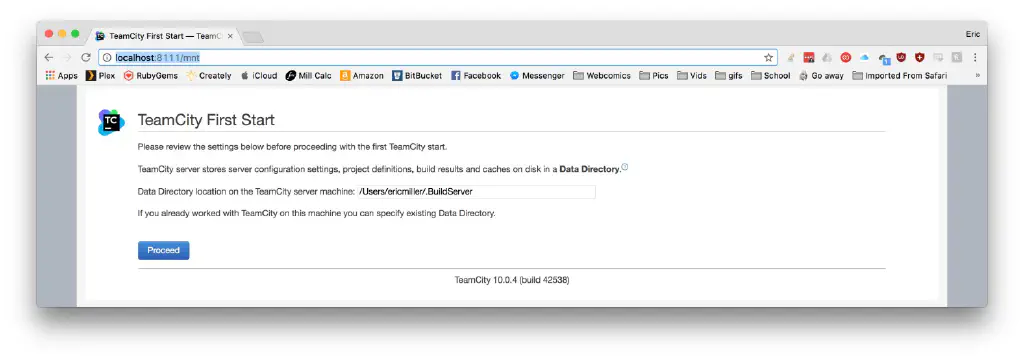 TeamCity First Start — TeamC
Eric
localhost:8111/mnt
Apps Plex RubyGems Creately iCloud Mill Calc Amazon BitBucket Facebook Messenger Webcomics Pics Vids gifs School Go away Imported From Safari »
TC
TeamCity First Start
Please review the settings below before proceeding with the first TeamCity start.
TeamCity server stores server configuration settings, project definitions, build results and caches on disk in a Data Directory.
Data Directory location on the TeamCity server machine: /Users/ericmiller/.BuildServer
If you already worked with TeamCity on this machine you can specify existing Data Directory.
Proceed
TeamCity 10.0.4 (build 42538)